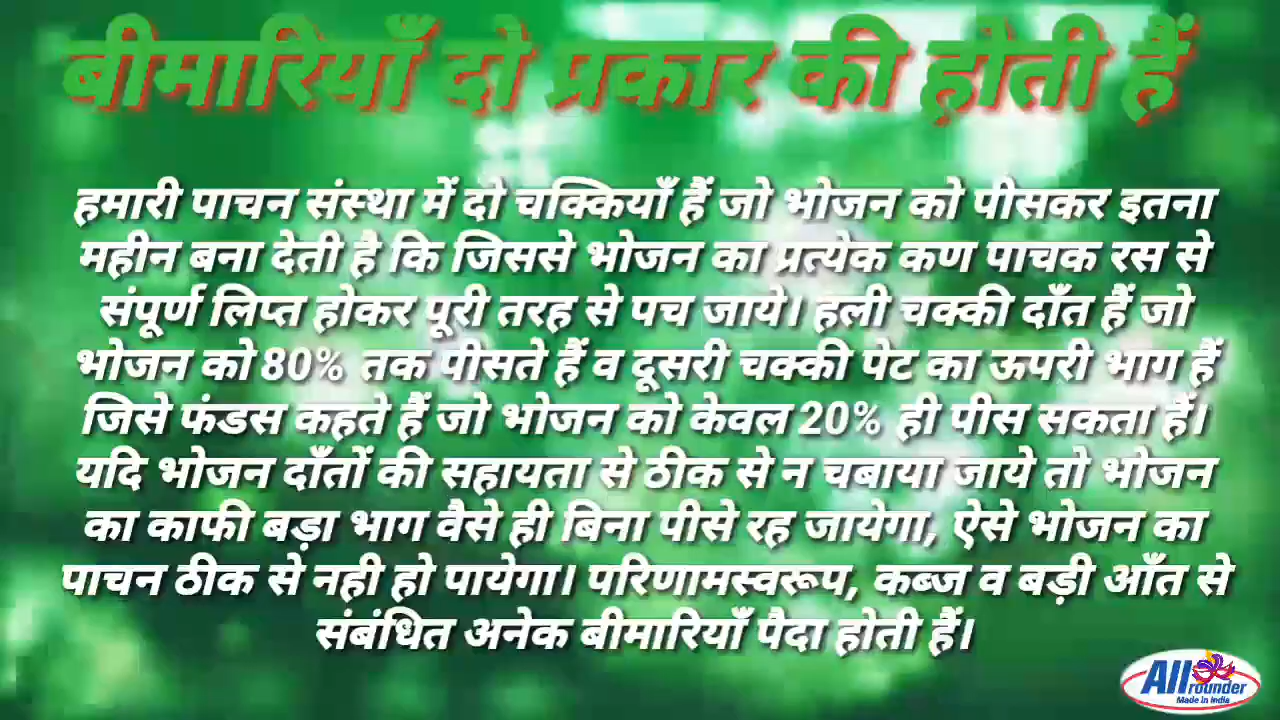 बीमारियाँ दो प्रकार की होती हैं
हमारी पाचन संस्था में दो चक्कियाँ हैं जो भोजन को पीसकर इतना
महीन बना देती है कि जिससे भोजन का प्रत्येक कण पाचक रस से
संपूर्ण लिप्त होकर पूरी तरह से पच जाये। हली चक्की दाँत हैं जो
भोजन को 80% तक पीसते हैं व दूसरी चक्की पेट का ऊपरी भाग हैं
जिसे फंडस कहते हैं जो भोजन को केवल 20% ही पीस सकता हैं।
यदि भोजन दाँतों की सहायता से ठीक से न चबाया जाये तो भोजन
का काफी बड़ा भाग वैसे ही बिना पीसे रह जायेगा, ऐसे भोजन का
पाचन ठीक से नही हो पायेगा। परिणामस्वरूप, कब्ज व बड़ी आँत से
संबंधित अनेक बीमारियाँ पैदा होती हैं।
All rounder
Made in India